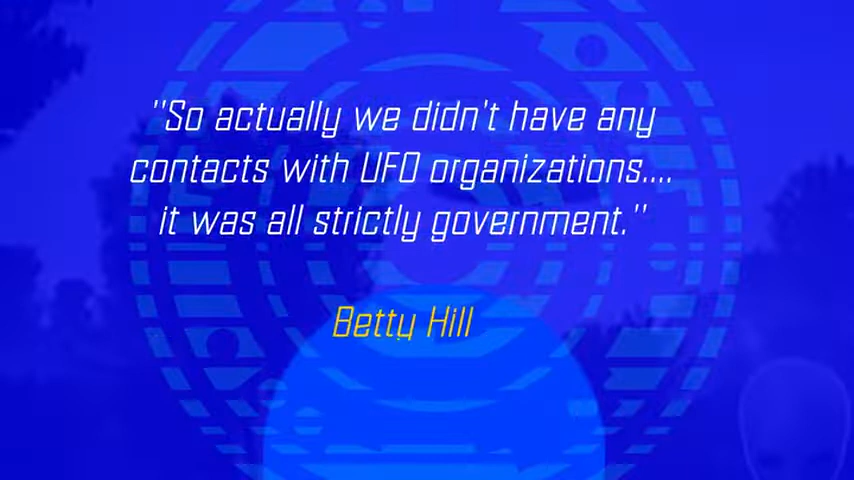 "So actually we didn't have any
contacts with UFO organizations....
it was all strictly government."
Betty Hill